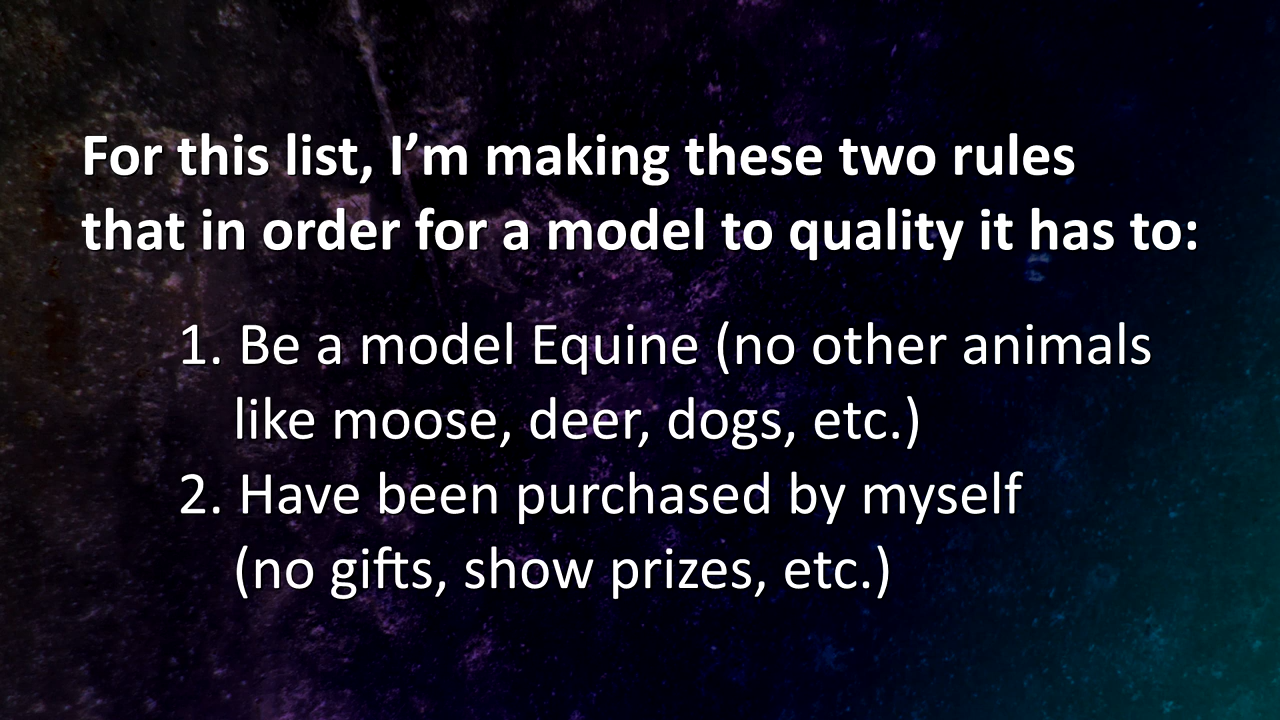 For this list, I’m making these two rules
that in order for a model to quality it has to:
1. Be a model Equine (no other animals
like moose, deer, dogs, etc.)
2. Have been purchased by myself
(no gifts, show prizes, etc.)